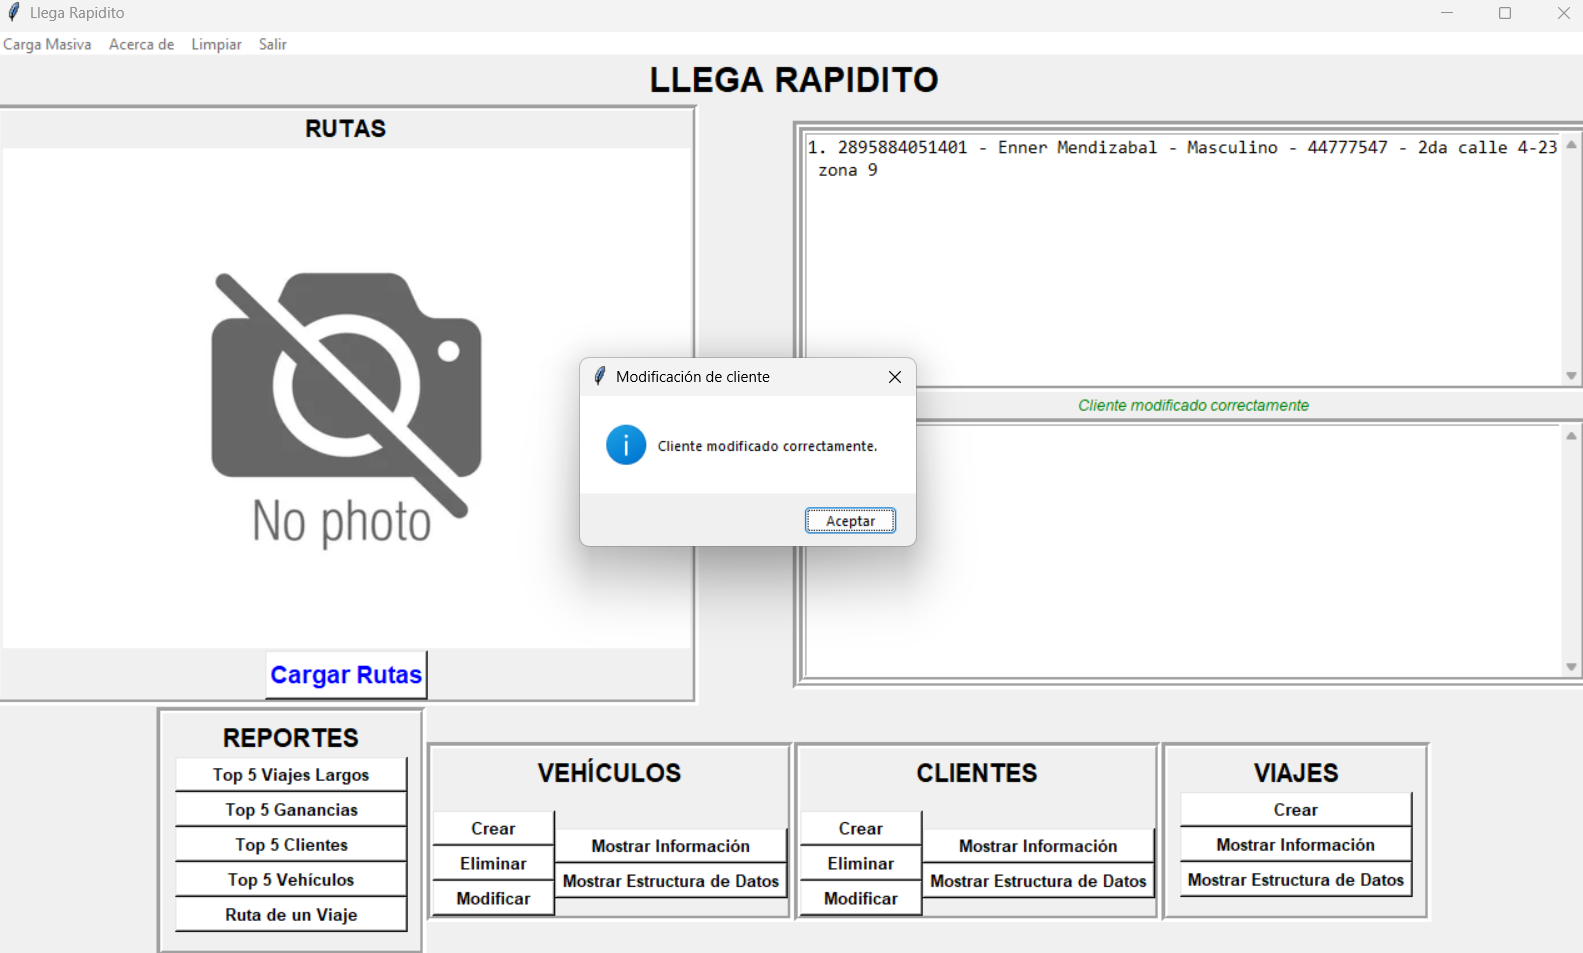 Llega Rapidito
Carga Masiva Acerca de Limpiar Salir
LLEGA RAPIDITO
RUTAS
No photo
Cargar Rutas
1. 2895884051401 - Enner Mendizabal - Masculino - 44777547 - 2da calle 4-23
zona 9
Cliente modificado correctamente
Modificación de cliente
Cliente modificado correctamente.
Aceptar
REPORTES
Top 5 Viajes Largos
Top 5 Ganancias
Top 5 Clientes
Top 5 Vehículos
Ruta de un Viaje
VEHÍCULOS
Crear
Eliminar
Modificar
Mostrar Información
Mostrar Estructura de Datos
CLIENTES
Crear
Eliminar
Modificar
Mostrar Información
Mostrar Estructura de Datos
VIAJES
Crear
Mostrar Información
Mostrar Estructura de Datos